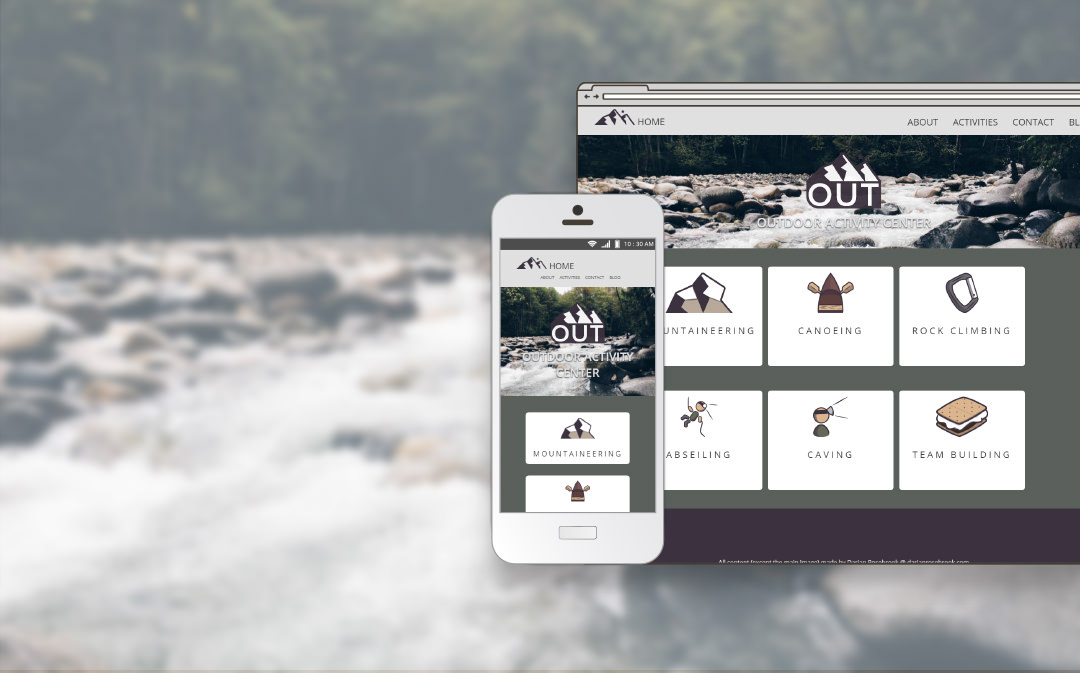 HOME
ABOUT ACTIVITIES CONTACT BL
OUT
OUTDOOR ACTIVITY CENTER
UNTAINEERING
CANOEING
ROCK CLIMBING
ABSEILING
CAVING
TEAM BUILDING
10 : 30 AM
HOME
ABOUT ACTIVITIES CONTACT BLOG
OUT
OUTDOOR ACTIVITY
CENTER
MOUNTAINEERING